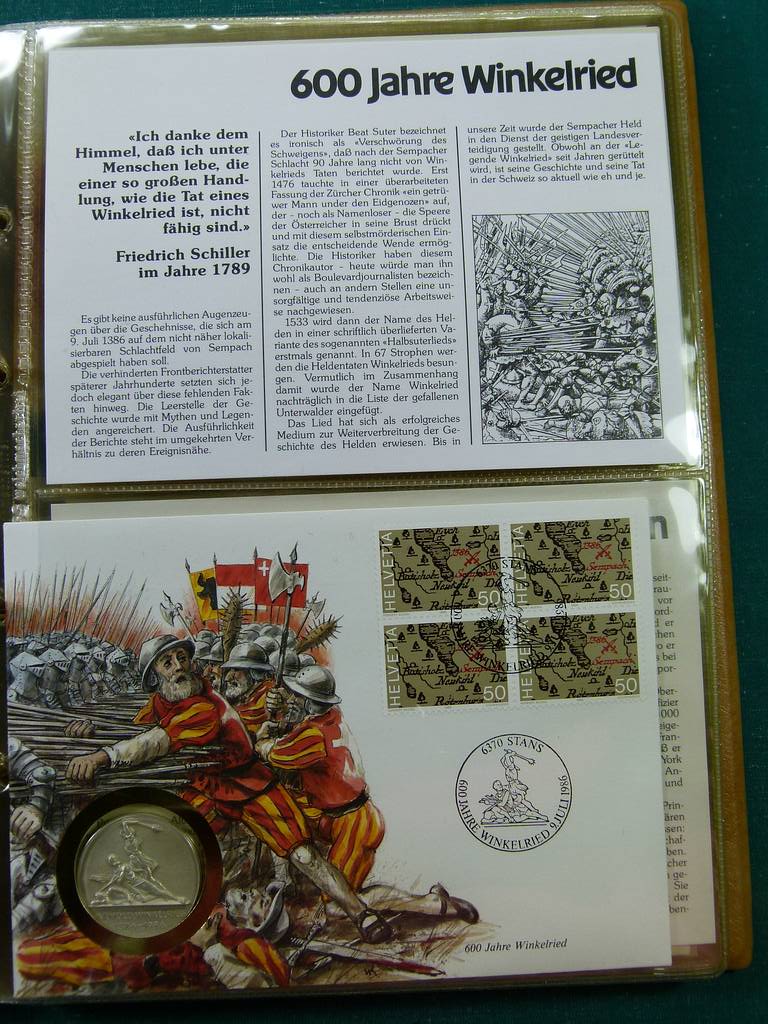 600 Jahre Winkelried
«Ich danke dem
Himmel, daß ich unter
Menschen lebe, die
einer so großen Hand-
lung, wie die Tat eines
Winkelried ist, nicht
fähig sind.»
Friedrich Schiller
im Jahre 1789
Es gibt keine ausführlichen Augenzeu-
gen über die Geschehnisse, die sich am
9. Juli 1386 auf dem nicht näher lokali-
sierbaren Schlachtfeld von Sempach
abgespielt haben soll.
Die verhinderten Frontberichterstatter
späterer Jahrhunderte setzten sich je-
doch elegant über diese fehlenden Fak-
ten hinweg. Die Leerstelle der Ge-
schichte wurde mit Mythen und Legen-
den angereichert. Die Ausführlichkeit
der Berichte steht im umgekehrten Ver-
hältnis zu deren Ereignisnähe.
Der Historiker Beat Suter bezeichnet
es ironisch als «Verschwörung des
Schweigens», daß nach der Sempacher
Schlacht 90 Jahre lang nicht von Win-
kelrieds Taten berichtet wurde. Erst
1476 tauchte in einer überarbeiteten
Fassung der Zürcher Chronik «ein getrü-
wer Mann under den Eidgenozen» auf,
der - noch als Namenloser - die Speere
der Österreicher in seine Brust drückt
und mit diesem selbstmörderischen Ein-
satz die entscheidende Wende ermög-
lichte. Die Historiker haben diesem
Chronikautor - heute würde man ihn
wohl als Boulevardjournalisten bezeich-
nen - auch an andern Stellen eine un-
sorgfältige und tendenziöse Arbeitswei-
se nachgewiesen.
1533 wird dann der Name des Hel-
den in einer schriftlich überlieferten Va-
riante des sogenannten «Halbsuterlieds»
erstmals genannt. In 67 Strophen wer-
den die Heldentaten Winkelrieds besun-
gen. Vermutlich im Zusammenhang
damit wurde der Name Winkelried
nachträglich in die Liste der gefallenen
Unterwalder eingefügt.
Das Lied hat sich als erfolgreiches
Medium zur Weiterverbreitung der Ge-
schichte des Helden erwiesen. Bis in
unsere Zeit wurde der Sempacher Held
in den Dienst der geistigen Landesver-
teidigung gestellt. Obwohl an der «Le-
gende Winkelried» seit Jahren gerüttelt
wird, ist seine Geschichte und seine Tat
in der Schweiz so aktuell wie eh und je.
HELVETIA
1386
Sempach
Neukilch
50
HELVETIA
1386
Sempach
Neukilch
50
HELVETIA
1386
Sempach
Neukilch
50
HELVETIA
1386
Sempach
Neukilch
50
6370 STANS
600 JAHRE WINKELRIED 9 JULI 1986
600 Jahre Winkelried